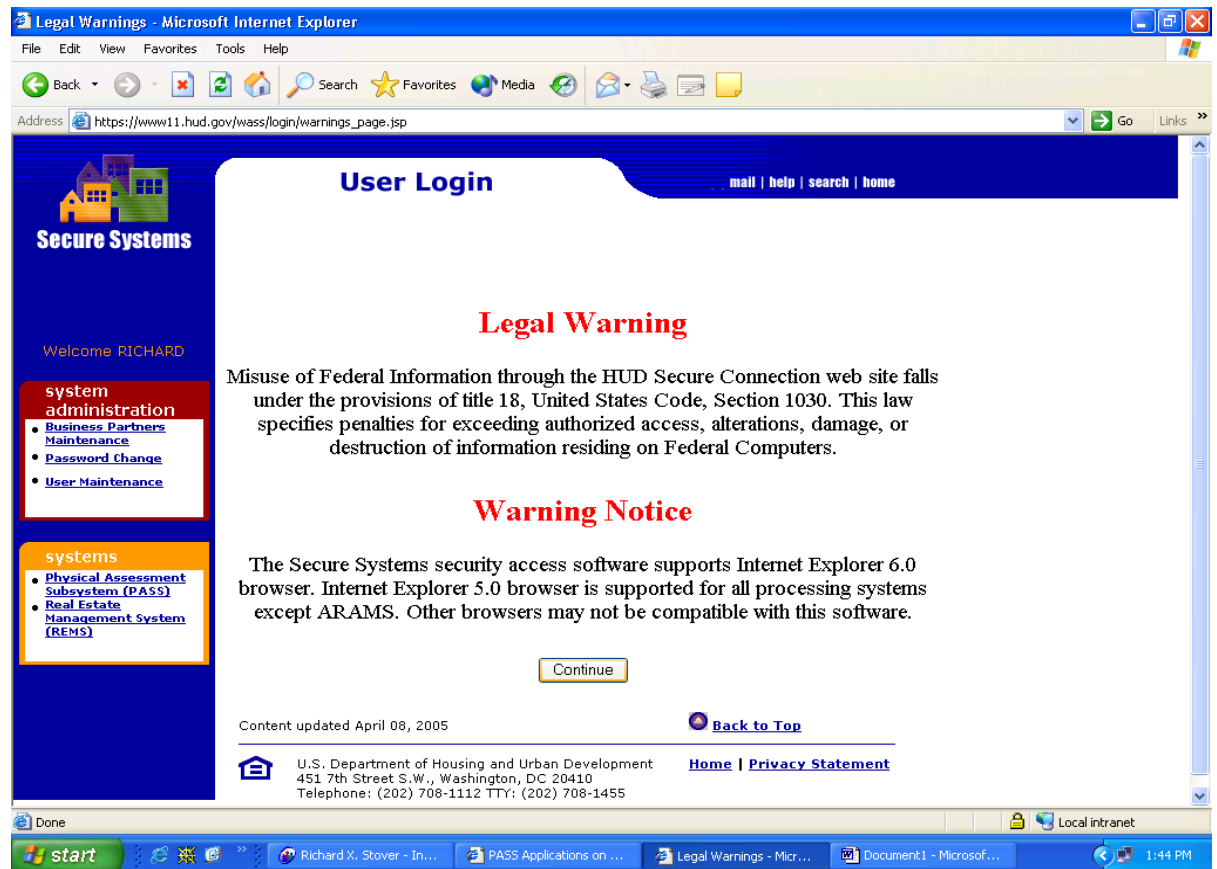 Legal Warnings - Microsoft Internet Explorer
File Edit View Favorites Tools Help
Back Search Favorites Media
Address https://www11.hud.gov/wass/login/warnings_page.jsp Go Links »
User Login
mail | help | search | home
Secure Systems
Welcome RICHARD
system
administration
Business Partners
Maintenance
Password Change
User Maintenance
systems
Physical Assessment
Subsystem (PASS)
Real Estate
Management System
(REMS)
Legal Warning
Misuse of Federal Information through the HUD Secure Connection web site falls
under the provisions of title 18, United States Code, Section 1030. This law
specifies penalties for exceeding authorized access, alterations, damage, or
destruction of information residing on Federal Computers.
Warning Notice
The Secure Systems security access software supports Internet Explorer 6.0
browser. Internet Explorer 5.0 browser is supported for all processing systems
except ARAMS. Other browsers may not be compatible with this software.
Continue
Content updated April 08, 2005 Back to Top
U.S. Department of Housing and Urban Development
451 7th Street S.W., Washington, DC 20410
Telephone: (202) 708-1112 TTY: (202) 708-1455
Home | Privacy Statement
Done Local intranet
start » Richard X. Stover - In... PASS Applications on ... Legal Warnings - Micr... Document1 - Microsof... 1:44 PM